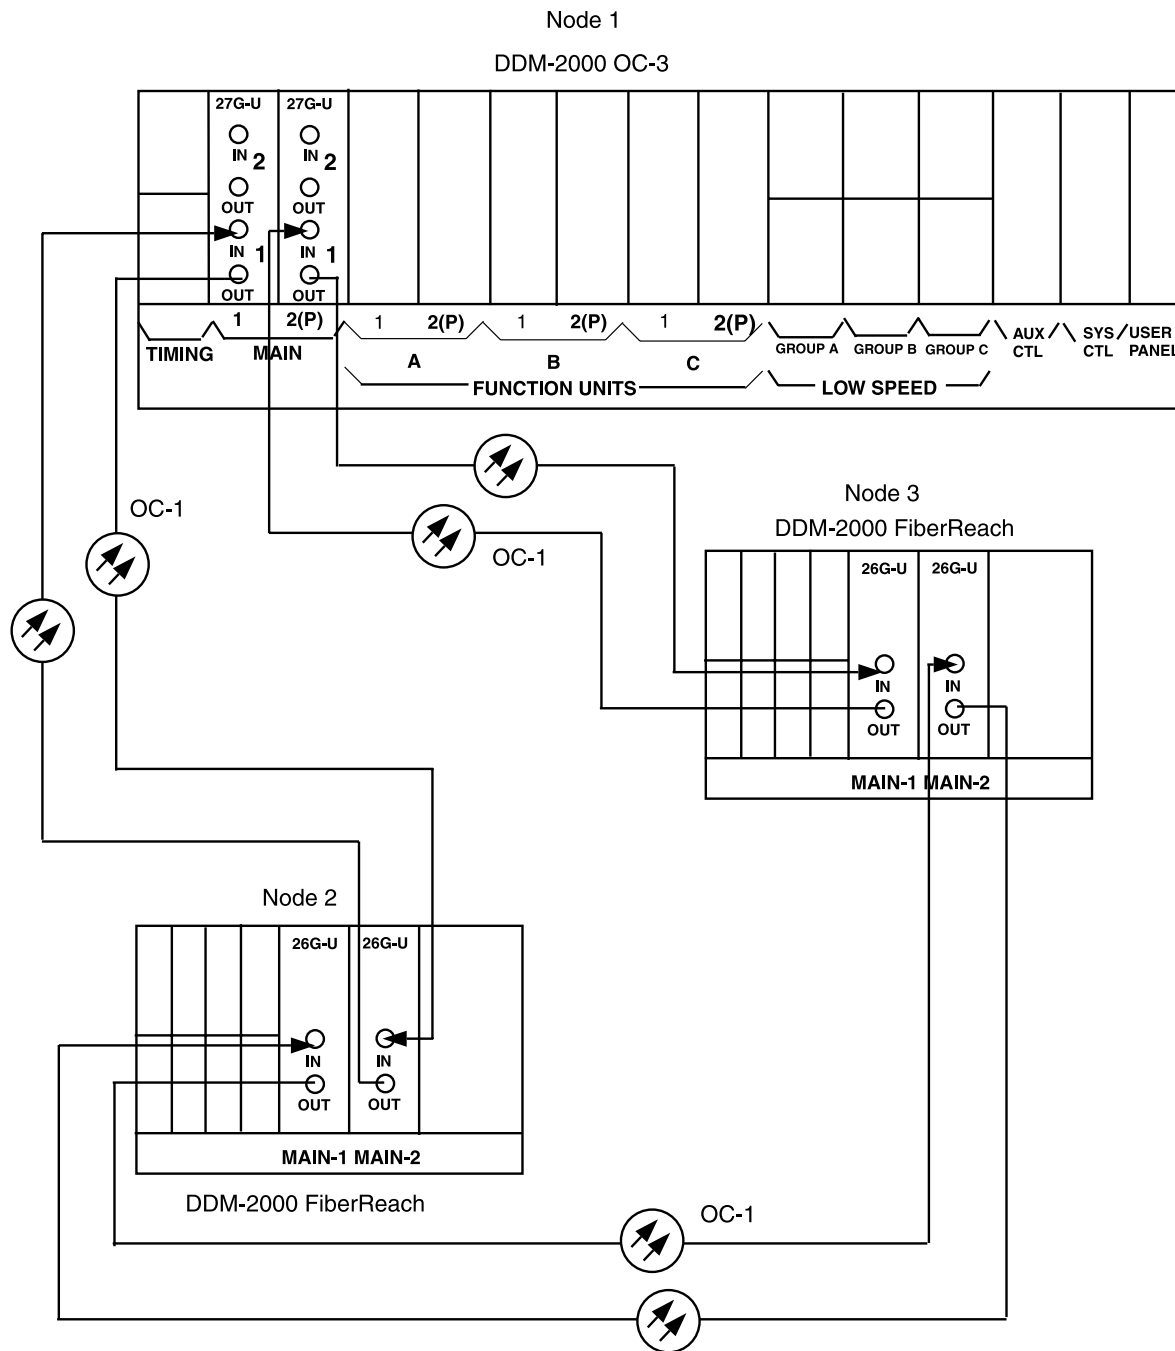 Node 1
DDM-2000 OC-3
27G-U 27G-U
IN 2 IN 2
OUT OUT
IN 1 IN 1
OUT OUT
1 2(P) 1 2(P) 1 2(P) 1 2(P)
TIMING MAIN A B C GROUP A GROUP B GROUP C AUX CTL SYS CTL USER PANEL
FUNCTION UNITS LOW SPEED
OC-1
OC-1
Node 3
DDM-2000 FiberReach
26G-U 26G-U
IN IN
OUT OUT
MAIN-1 MAIN-2
Node 2
26G-U 26G-U
IN IN
OUT OUT
MAIN-1 MAIN-2
DDM-2000 FiberReach
OC-1